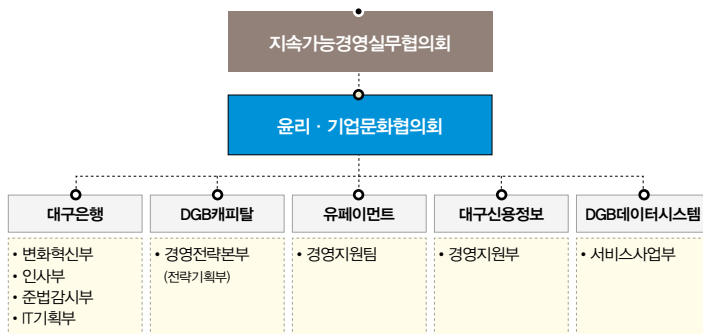 지속가능경영실무협의회
윤리 · 기업문화협의회
대구은행
• 변화혁신부
• 인사부
• 준법감시부
• IT기획부
DGB캐피탈
• 경영전략본부
(전략기획부)
유페이먼트
• 경영지원팀
대구신용정보
• 경영지원부
DGB데이터시스템
• 서비스사업부